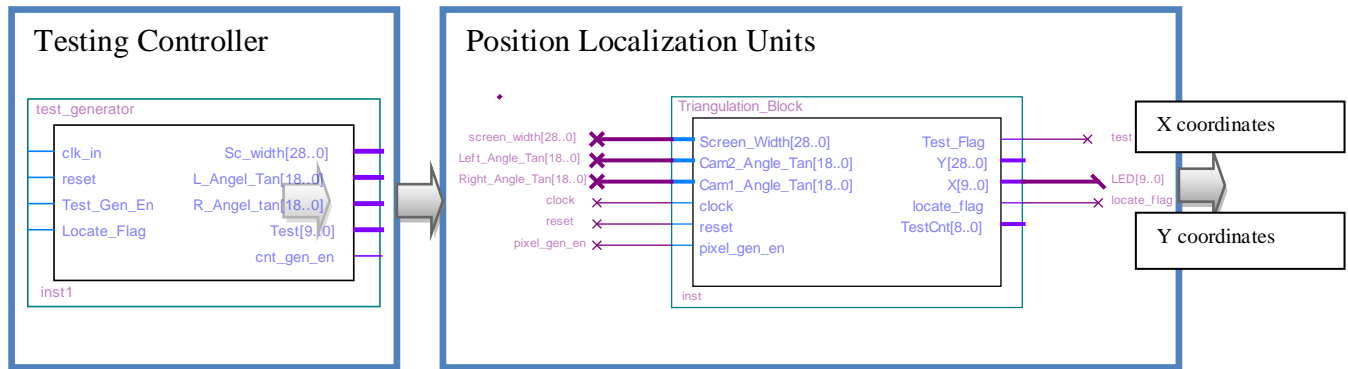 Testing Controller
test_generator
clk_in
reset
Test_Gen_En
Locate_Flag
Sc_width[28..0]
L_Angel_Tan[18..0]
R_Angel_tan[18..0]
Test[9..0]
cnt_gen_en
inst1
Position Localization Units
screen_width[28..0]
Left_Angle_Tan[18..0]
Right_Angle_Tan[18..0]
clock
reset
pixel_gen_en
Triangulation_Block
Screen_Width[28..0]
Cam2_Angle_Tan[18..0]
Cam1_Angle_Tan[18..0]
clock
reset
pixel_gen_en
Test_Flag
Y[28..0]
X[9..0]
locate_flag
TestCnt[8..0]
inst
test
LED[9..0]
locate_flag
X coordinates
Y coordinates